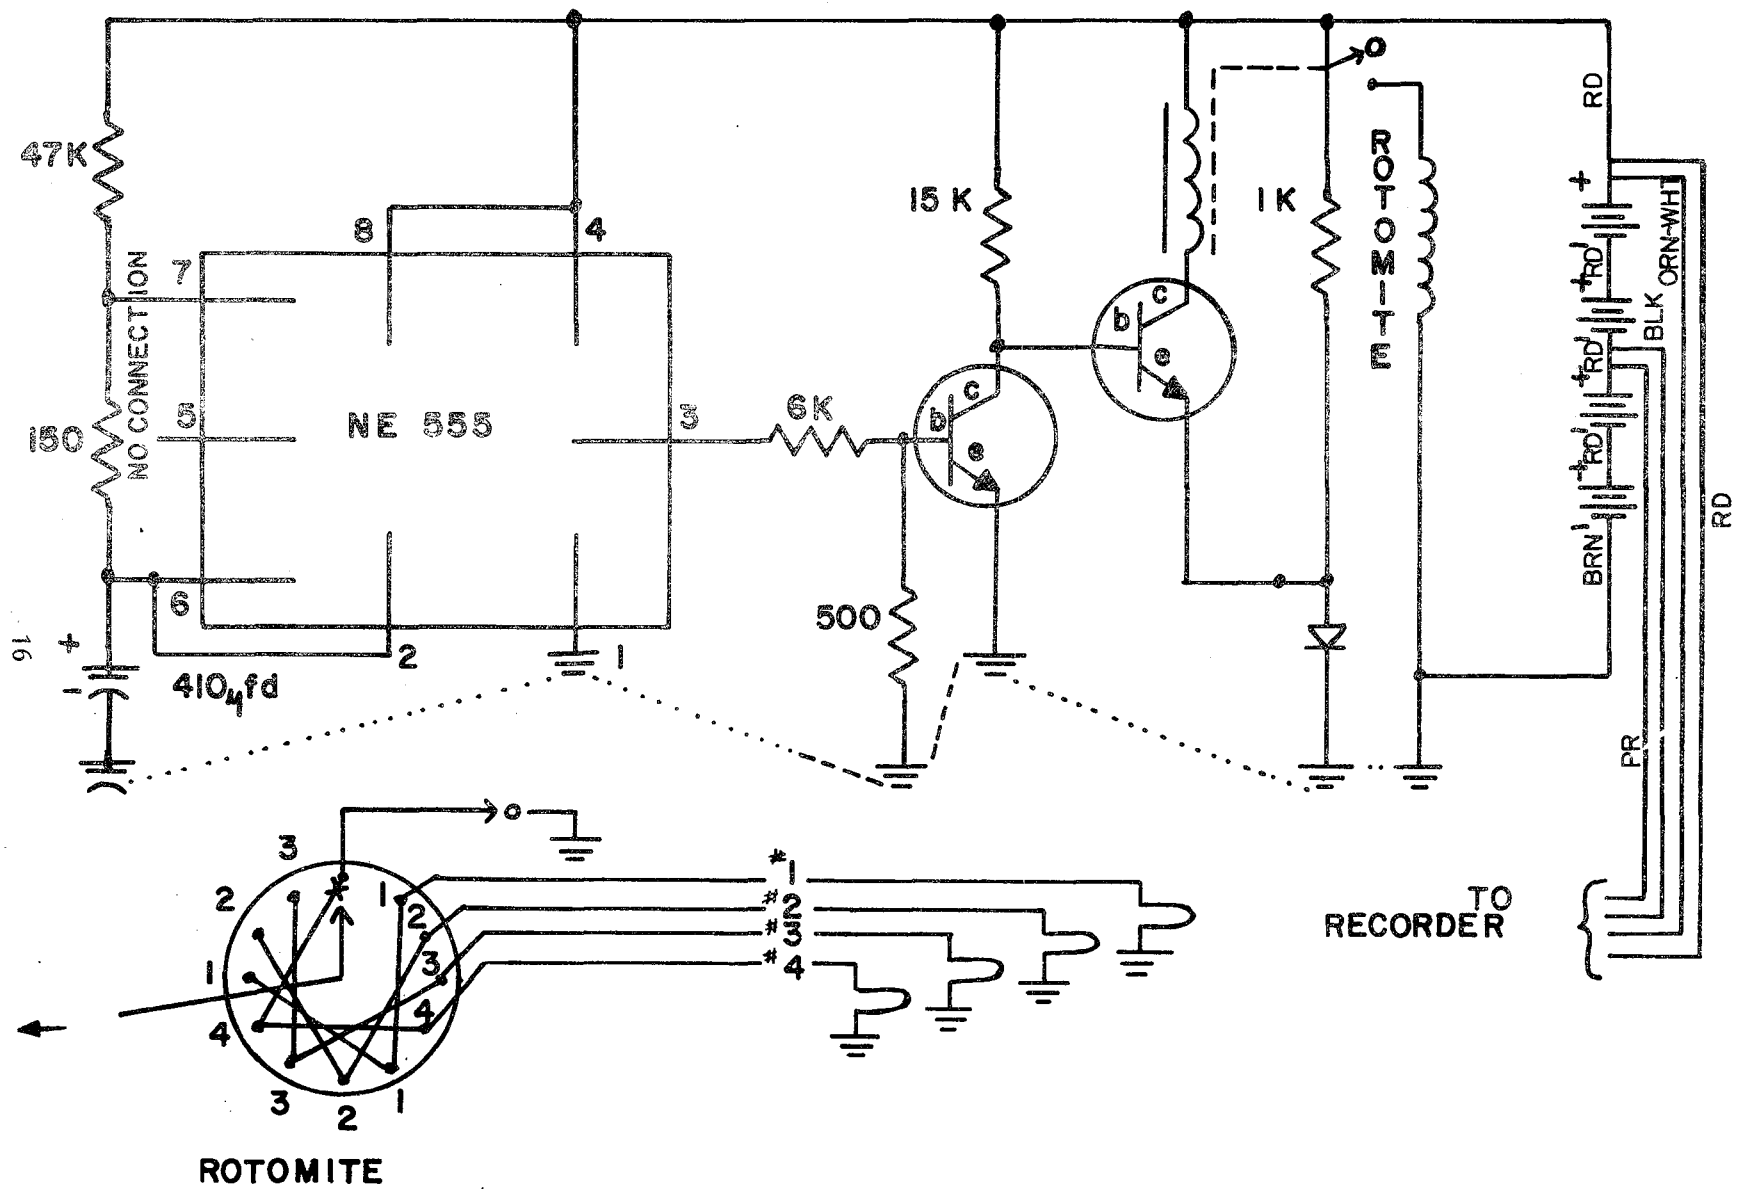 47K
NO CONNECTION
150
7
8
4
5
NE 555
3
6
2
1
+
-
410µfd
16
6K
500
15 K
b
c
e
b
c
e
1K
O
ROTOMITE
RD
+
ORN-WHT
RD'
+
BLK
RD'
+
RD'
+
BRN'
RD
PR
TO
RECORDER
3
2
1
4
3
2
1
1
2
3
4
#1
#2
#3
#4
ROTOMITE